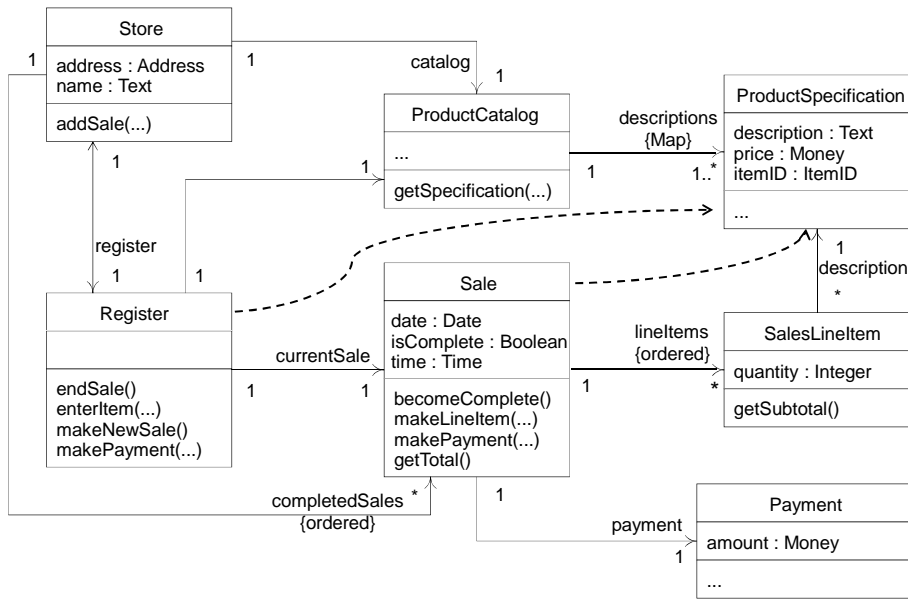 Store
address : Address
name : Text
addSale(...)
1
1
catalog
1
1
ProductCatalog
...
getSpecification(...)
descriptions
{Map}
1
1..*
ProductSpecification
description : Text
price : Money
itemID : ItemID
...
1
register
1
1
1
Register
endSale()
enterItem(...)
makeNewSale()
makePayment(...)
currentSale
1
1
Sale
date : Date
isComplete : Boolean
time : Time
becomeComplete()
makeLineItem(...)
makePayment(...)
getTotal()
lineItems
{ordered}
1
*
1
description
*
SalesLineItem
quantity : Integer
getSubtotal()
completedSales
{ordered}
*
1
payment
1
Payment
amount : Money
...